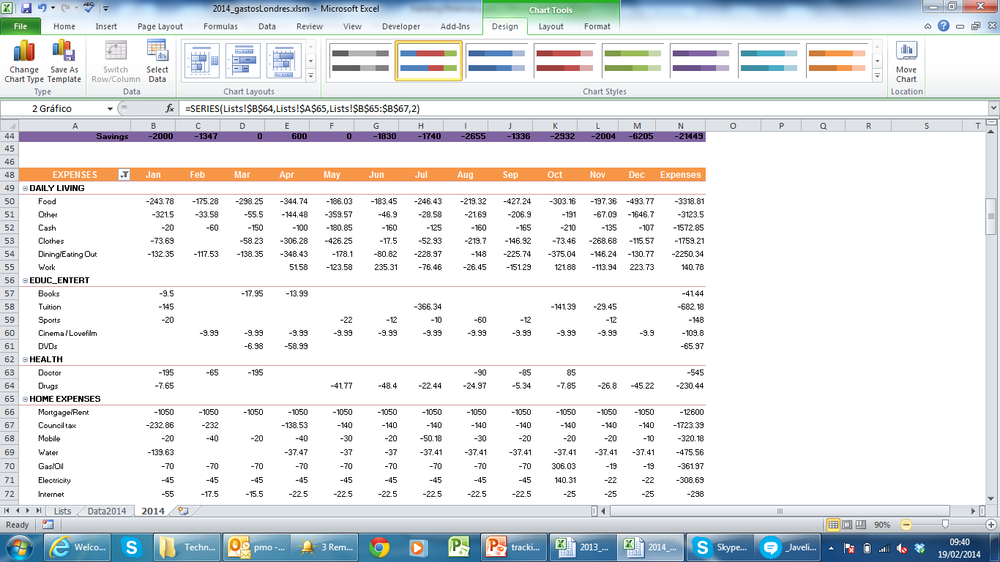 2014_gastosLondres.xlsm - Microsoft Excel
Chart Tools
File Home Insert Page Layout Formulas Data Review View Developer Add-Ins Design Layout Format
Change Chart Type
Save As Template
Switch Row/Column
Select Data
Move Chart
Type Data Chart Layouts Chart Styles Location
2 Gráfico fx =SERIES(Lists!$B$64,Lists!$A$65,Lists!$B$65:$B$67,2)
A B C D E F G H I J K L M N O P Q R S T
44 Savings -2000 -1347 0 600 0 -1830 -1740 -2655 -1336 -2932 -2004 -6205 -21449
45
46
48 EXPENSES Jan Feb Mar Apr May Jun Jul Aug Sep Oct Nov Dec Expenses
49 DAILY LIVING
50 Food -243.78 -175.28 -298.25 -344.74 -186.03 -183.45 -246.43 -219.32 -427.24 -303.16 -197.36 -493.77 -3318.81
51 Other -321.5 -33.58 -55.5 -144.48 -359.57 -46.9 -28.58 -21.69 -206.9 -191 -67.09 -1646.7 -3123.5
52 Cash -20 -60 -150 -100 -180.85 -160 -125 -160 -165 -210 -135 -107 -1572.85
53 Clothes -73.69 -58.23 -306.28 -426.25 -17.5 -52.93 -219.7 -146.92 -73.46 -268.68 -115.57 -1759.21
54 Dining/Eating Out -132.35 -117.53 -138.35 -348.43 -178.1 -80.82 -228.97 -148 -225.74 -375.04 -146.24 -130.77 -2250.34
55 Work 51.58 -123.58 235.31 -76.46 -26.45 -151.29 121.88 -113.94 223.73 140.78
56 EDUC_ENTERT
57 Books -9.5 -17.95 -13.99 -41.44
58 Tuition -145 -366.34 -141.39 -29.45 -682.18
59 Sports -20 -22 -12 -10 -60 -12 -12 -148
60 Cinema / Lovefilm -9.99 -9.99 -9.99 -9.99 -9.99 -9.99 -9.99 -9.99 -9.99 -9.99 -9.9 -109.8
61 DVDs -6.98 -58.99 -65.97
62 HEALTH
63 Doctor -195 -65 -195 -90 -85 85 -545
64 Drugs -7.65 -41.77 -48.4 -22.44 -24.97 -5.34 -7.85 -26.8 -45.22 -230.44
65 HOME EXPENSES
66 Mortgage/Rent -1050 -1050 -1050 -1050 -1050 -1050 -1050 -1050 -1050 -1050 -1050 -1050 -12600
67 Council tax -232.86 -232 -138.53 -140 -140 -140 -140 -140 -140 -140 -140 -1723.39
68 Mobile -20 -40 -20 -40 -30 -20 -50.18 -30 -20 -20 -20 -10 -320.18
69 Water -139.63 -37.47 -37 -37 -37.41 -37.41 -37.41 -37.41 -37.41 -37.41 -475.56
70 Gas/Oil -70 -70 -70 -70 -70 -70 -70 -70 -70 306.03 -19 -19 -361.97
71 Electricity -45 -45 -45 -45 -45 -45 -45 -45 -45 140.31 -22 -22 -308.69
72 Internet -55 -17.5 -15.5 -22.5 -22.5 -22.5 -22.5 -22.5 -22.5 -25 -25 -25 -298
Lists Data2014 2014
Ready 90%
Welco... Techn... pmo -... 3 Rem... tracki... 2013_... 2014_... Skype... _Javeli...
09:40
19/02/2014